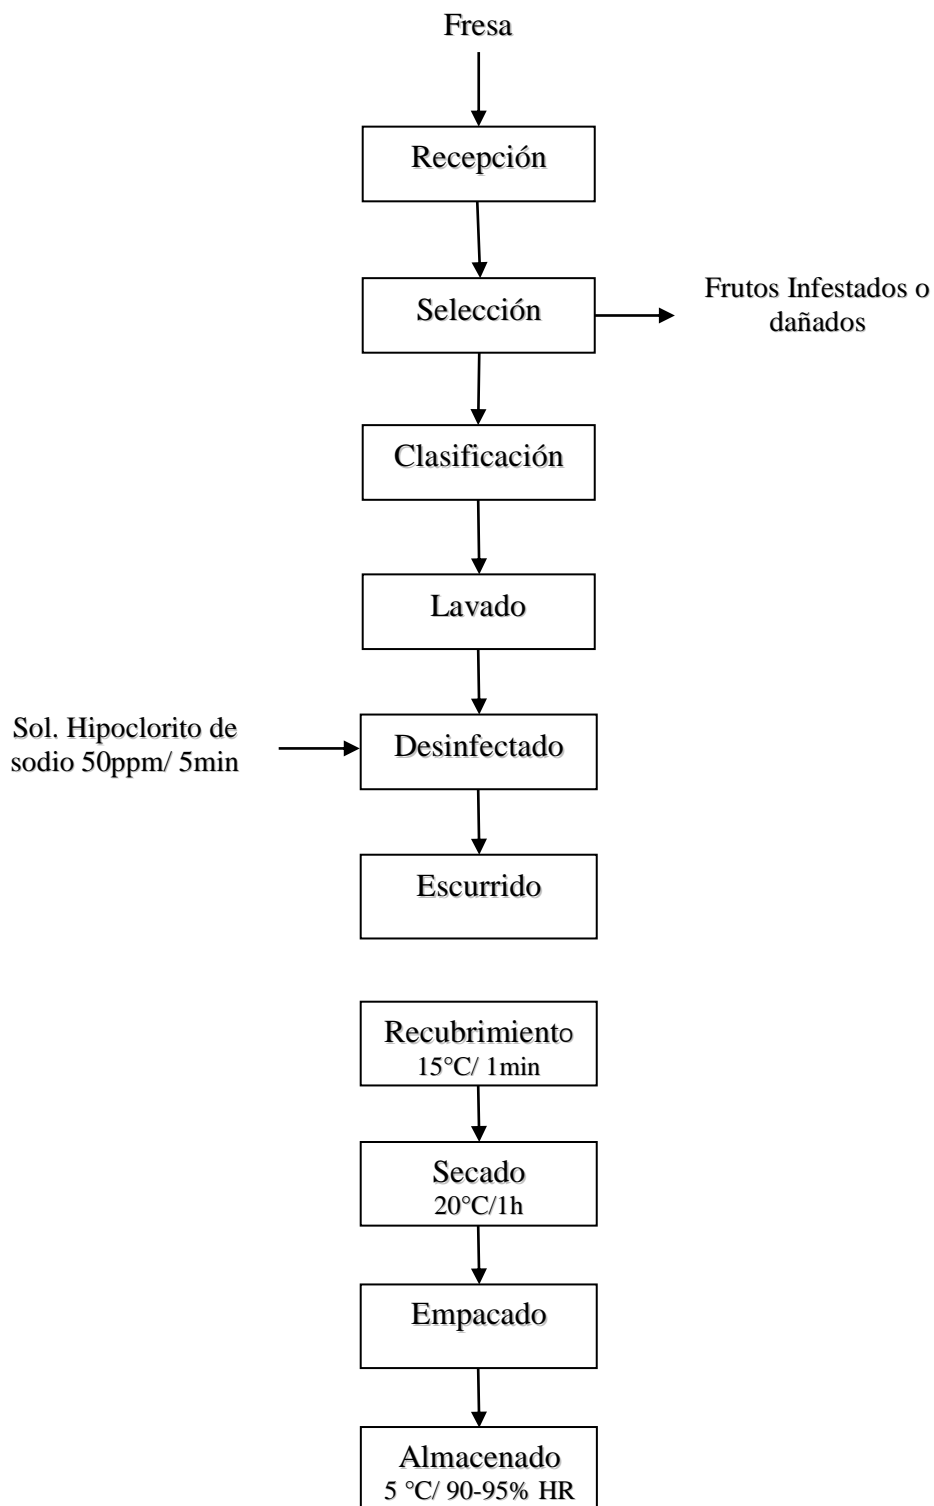 Fresa
Recepción
Selección
Frutos Infestados o
dañados
Clasificación
Lavado
Sol. Hipoclorito de
sodio 50ppm/ 5min
Desinfectado
Escurrido
Recubrimiento
15°C/ 1min
Secado
20°C/1h
Empacado
Almacenado
5 °C/ 90-95% HR